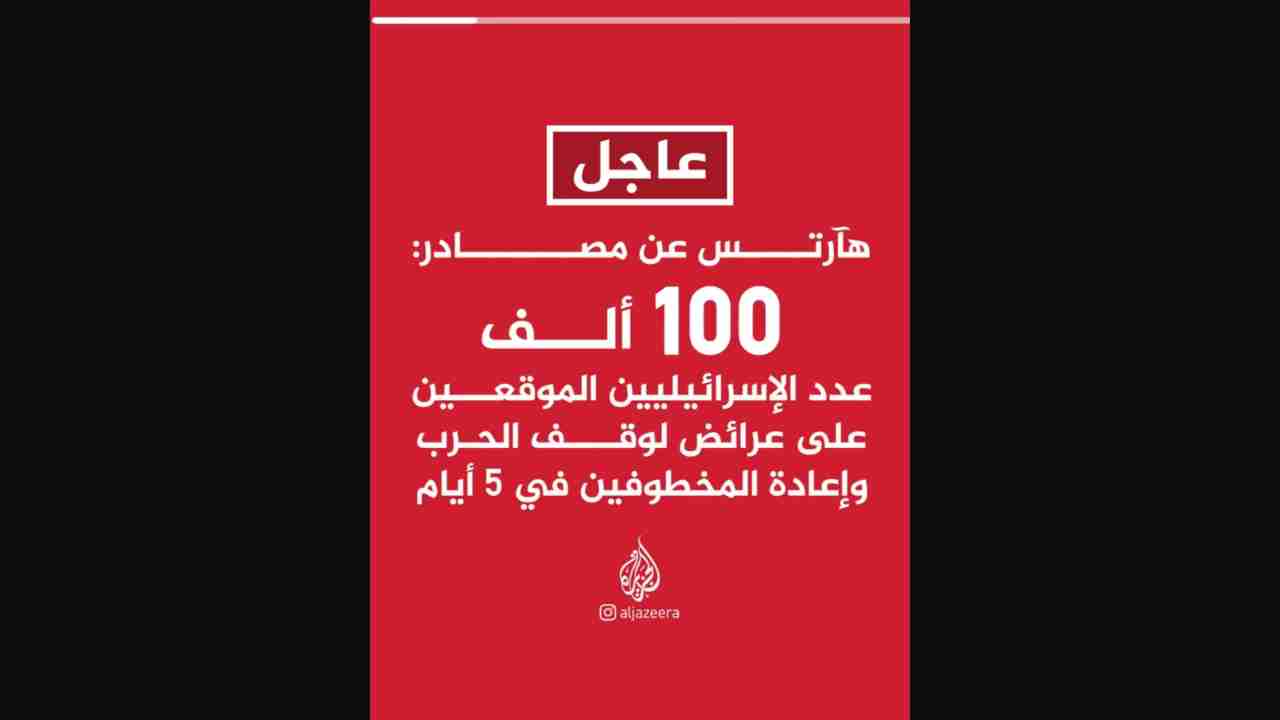 عاجل
هآرتس عن مصادر:
100 ألف
عدد الإسرائيليين الموقعين
على عرائض لوقف الحرب
وإعادة المخطوفين في 5 أيام
الجزيرة
aljazeera